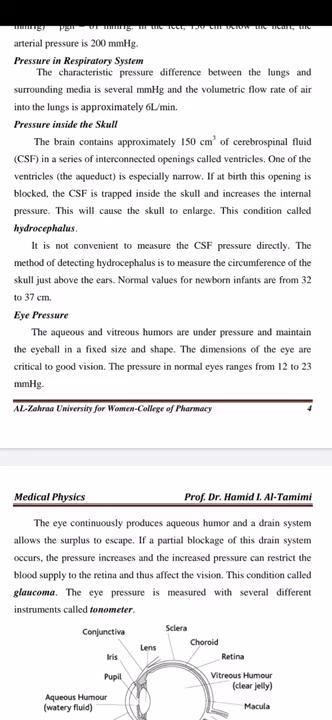 arterial pressure is 200 mmHg.
Pressure in Respiratory System
The characteristic pressure difference between the lungs and
surrounding media is several mmHg and the volumetric flow rate of air
into the lungs is approximately 6L/min.
Pressure inside the Skull
The brain contains approximately 150 cm³ of cerebrospinal fluid
(CSF) in a series of interconnected openings called ventricles. One of the
ventricles (the aqueduct) is especially narrow. If at birth this opening is
blocked, the CSF is trapped inside the skull and increases the internal
pressure. This will cause the skull to enlarge. This condition called
hydrocephalus.
It is not convenient to measure the CSF pressure directly. The
method of detecting hydrocephalus is to measure the circumference of the
skull just above the ears. Normal values for newborn infants are from 32
to 37 cm.
Eye Pressure
The aqueous and vitreous humors are under pressure and maintain
the eyeball in a fixed size and shape. The dimensions of the eye are
critical to good vision. The pressure in normal eyes ranges from 12 to 23
mmHg.
AL-Zahraa University for Women-College of Pharmacy 4
Medical Physics Prof. Dr. Hamid I. Al-Tamimi
The eye continuously produces aqueous humor and a drain system
allows the surplus to escape. If a partial blockage of this drain system
occurs, the pressure increases and the increased pressure can restrict the
blood supply to the retina and thus affect the vision. This condition called
glaucoma. The eye pressure is measured with several different
instruments called tonometer.
Conjunctiva
Sclera
Choroid
Lens
Iris
Retina
Pupil
Vitreous Humour
(clear jelly)
Aqueous Humour
(watery fluid)
Macula